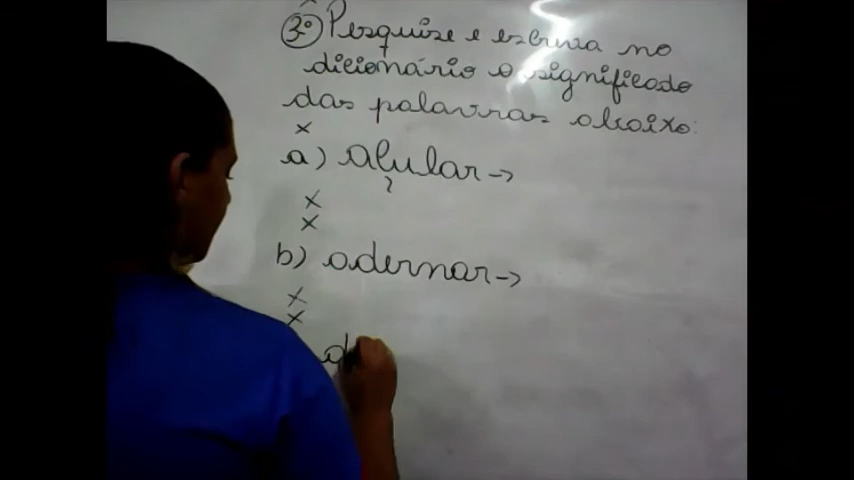 3º Pesquise e escreva no
dicionário o significado
das palavras abaixo:
x
a) Alular ->
x
x
b) adernar ->
x
x